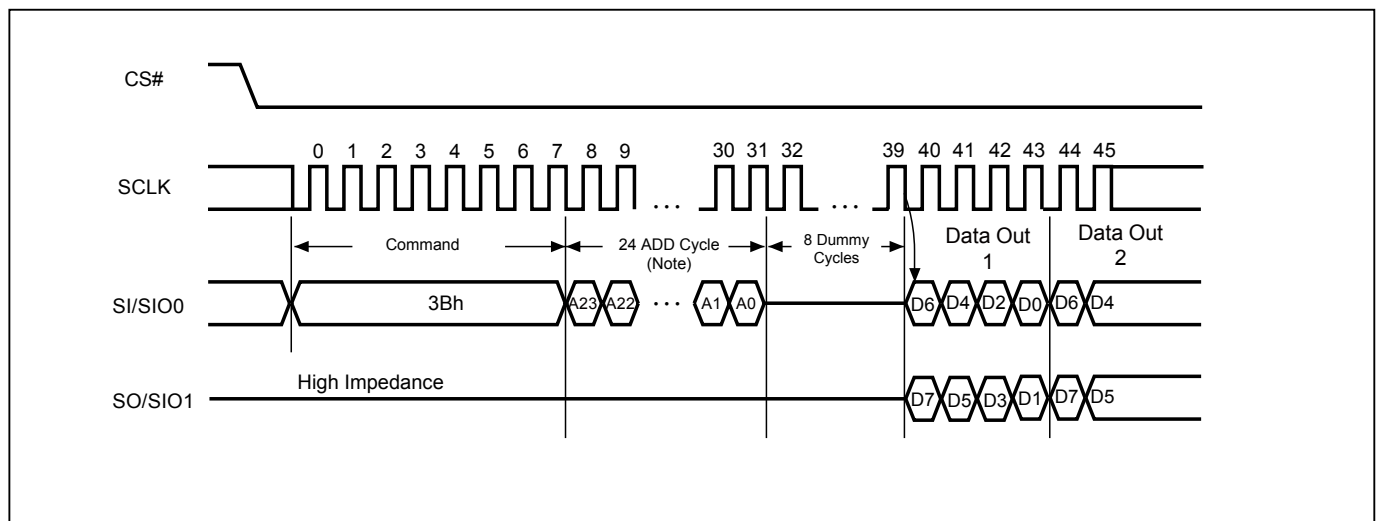 CS#
0 1 2 3 4 5 6 7 8 9 30 31 32 39 40 41 42 43 44 45
SCLK
... ...
Command
24 ADD Cycle
(Note)
8 Dummy
Cycles
Data Out
1
Data Out
2
SI/SIO0
3Bh
A23 A22 ... A1 A0 D6 D4 D2 D0 D6 D4
High Impedance
SO/SIO1
D7 D5 D3 D1 D7 D5